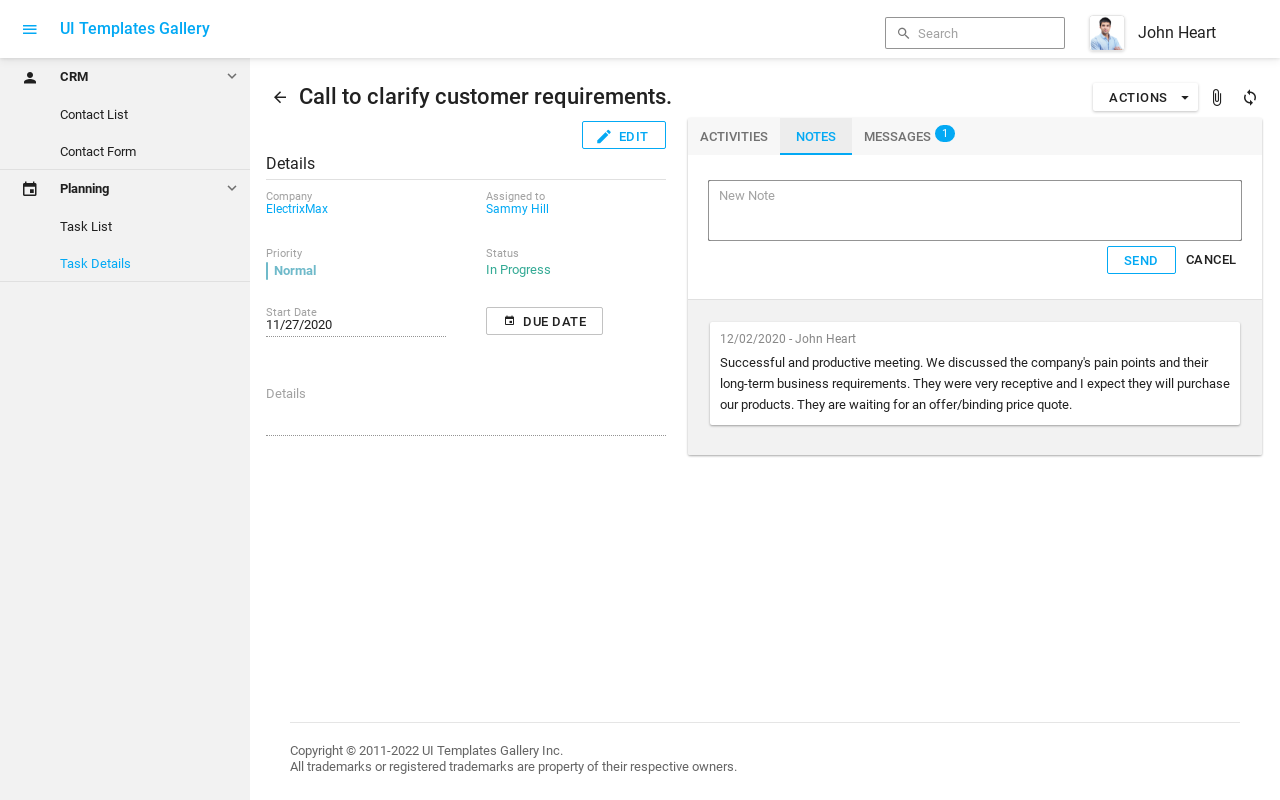 UI Templates Gallery
Search
John Heart
CRM
Contact List
Contact Form
Planning
Task List
Task Details
Call to clarify customer requirements.
ACTIONS
EDIT
Details
Company
ElectrixMax
Assigned to
Sammy Hill
Priority
Normal
Status
In Progress
Start Date
11/27/2020
DUE DATE
Details
ACTIVITIES
NOTES
MESSAGES 1
New Note
SEND
CANCEL
12/02/2020 - John Heart
Successful and productive meeting. We discussed the company's pain points and their
long-term business requirements. They were very receptive and I expect they will purchase
our products. They are waiting for an offer/binding price quote.
Copyright © 2011-2022 UI Templates Gallery Inc.
All trademarks or registered trademarks are property of their respective owners.